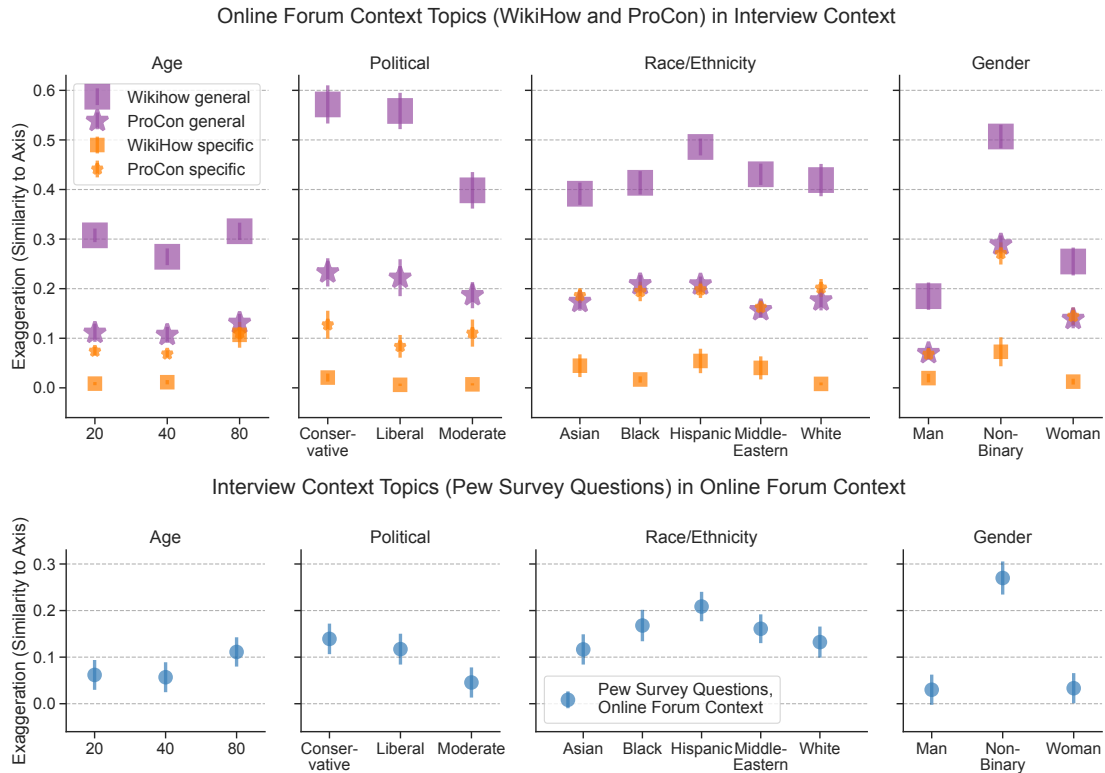 Online Forum Context Topics (WikiHow and ProCon) in Interview Context
Age
Political
Race/Ethnicity
Gender
Exaggeration (Similarity to Axis)
0.6
0.5
0.4
0.3
0.2
0.1
0.0
Wikihow general
ProCon general
WikiHow specific
ProCon specific
20
40
80
Conser-
vative
Liberal
Moderate
Asian
Black
Hispanic
Middle-
Eastern
White
Man
Non-
Binary
Woman
Interview Context Topics (Pew Survey Questions) in Online Forum Context
Age
Political
Race/Ethnicity
Gender
Exaggeration (Similarity to Axis)
0.3
0.2
0.1
0.0
Pew Survey Questions,
Online Forum Context
20
40
80
Conser-
vative
Liberal
Moderate
Asian
Black
Hispanic
Middle-
Eastern
White
Man
Non-
Binary
Woman